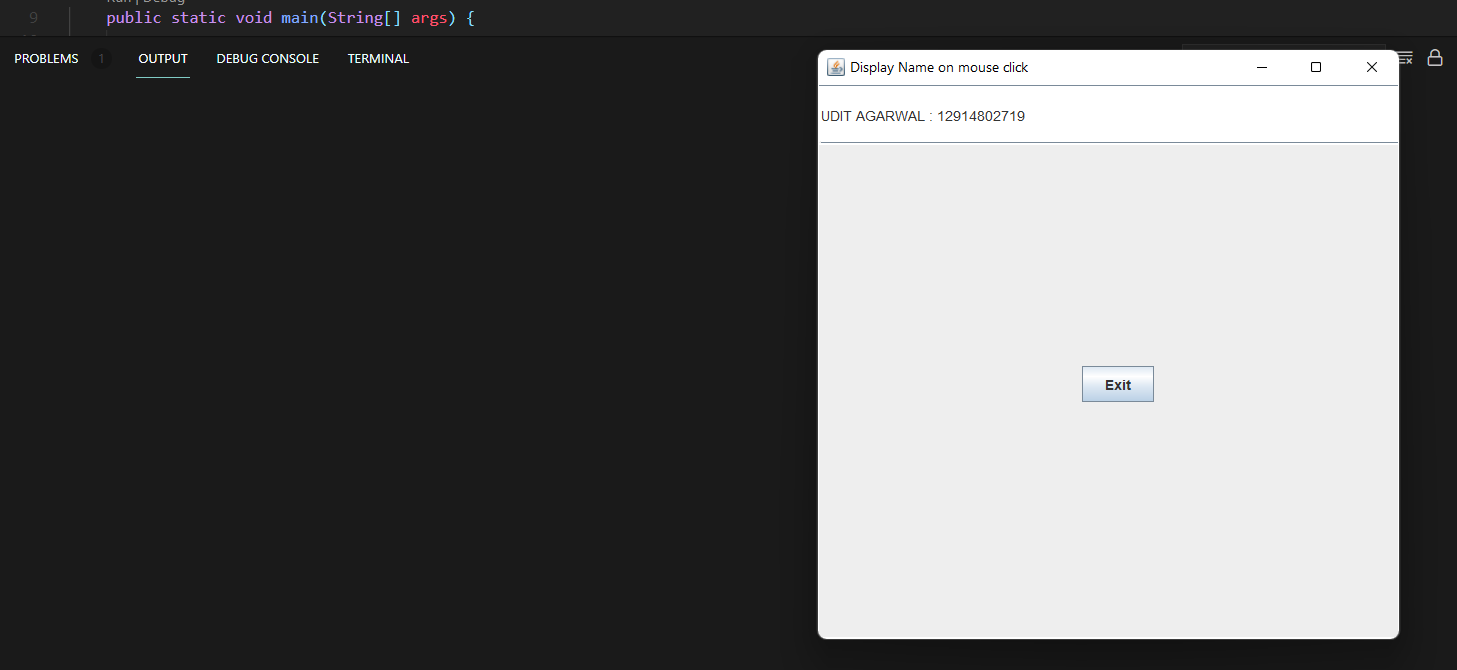 Run | Debug
9 public static void main(String[] args) {
PROBLEMS 1 OUTPUT DEBUG CONSOLE TERMINAL
Display Name on mouse click
UDIT AGARWAL : 12914802719
Exit